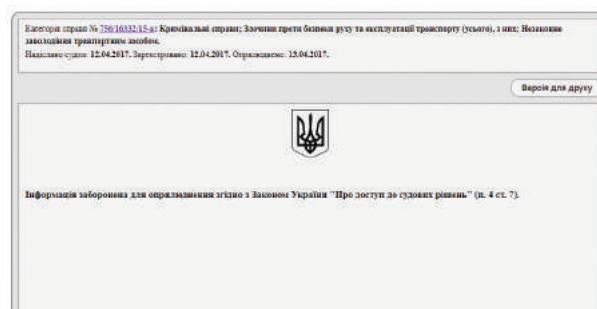 Категорія справи № 756/16332/15-к: Кримінальні справи; Злочини проти безпеки руху та експлуатації транспорту (усього), з них; Незаконне
заволодіння транпортним засобом.
Надіслано судом: 12.04.2017. Зареєстровано: 12.04.2017. Оприлюднено: 13.04.2017.
Версія для друку
Інформація заборонена для оприлюднення згідно з Законом України "Про доступ до судових рішень" (п. 4 ст. 7).